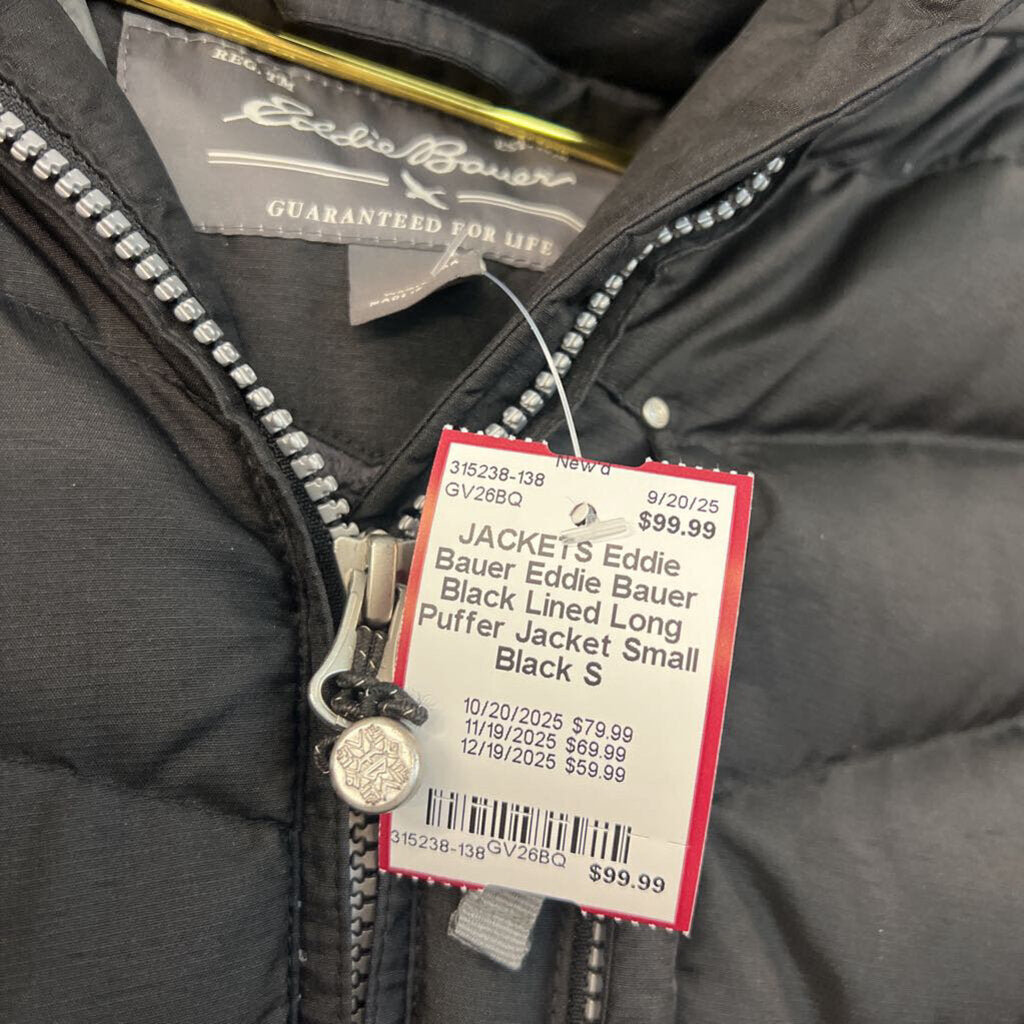 REG. TM
Eddie Bauer
GUARANTEED FOR LIFE
315238-138
GV26BQ
9/20/25
$99.99
JACKETS Eddie
Bauer Eddie Bauer
Black Lined Long
Puffer Jacket Small
Black S
10/20/2025 $79.99
11/19/2025 $69.99
12/19/2025 $59.99
315238-138 GV26BQ
$99.99